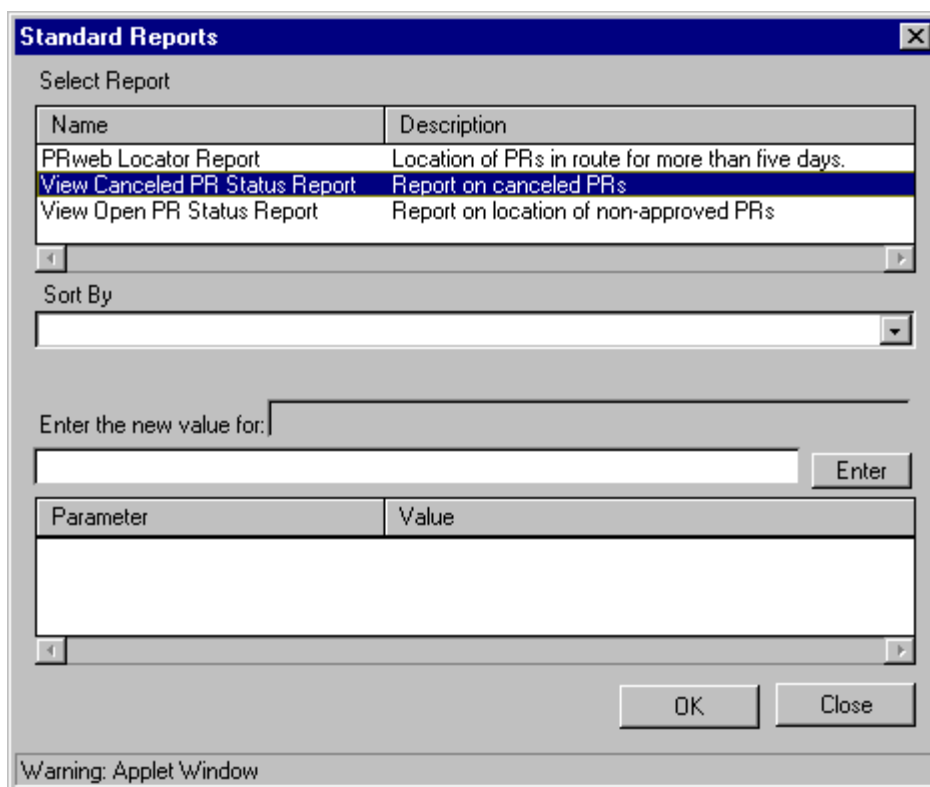 Standard Reports
Select Report
Name Description
PRweb Locator Report Location of PRs in route for more than five days.
View Canceled PR Status Report Report on canceled PRs
View Open PR Status Report Report on location of non-approved PRs
Sort By
Enter the new value for:
Enter
Parameter Value
OK Close
Warning: Applet Window